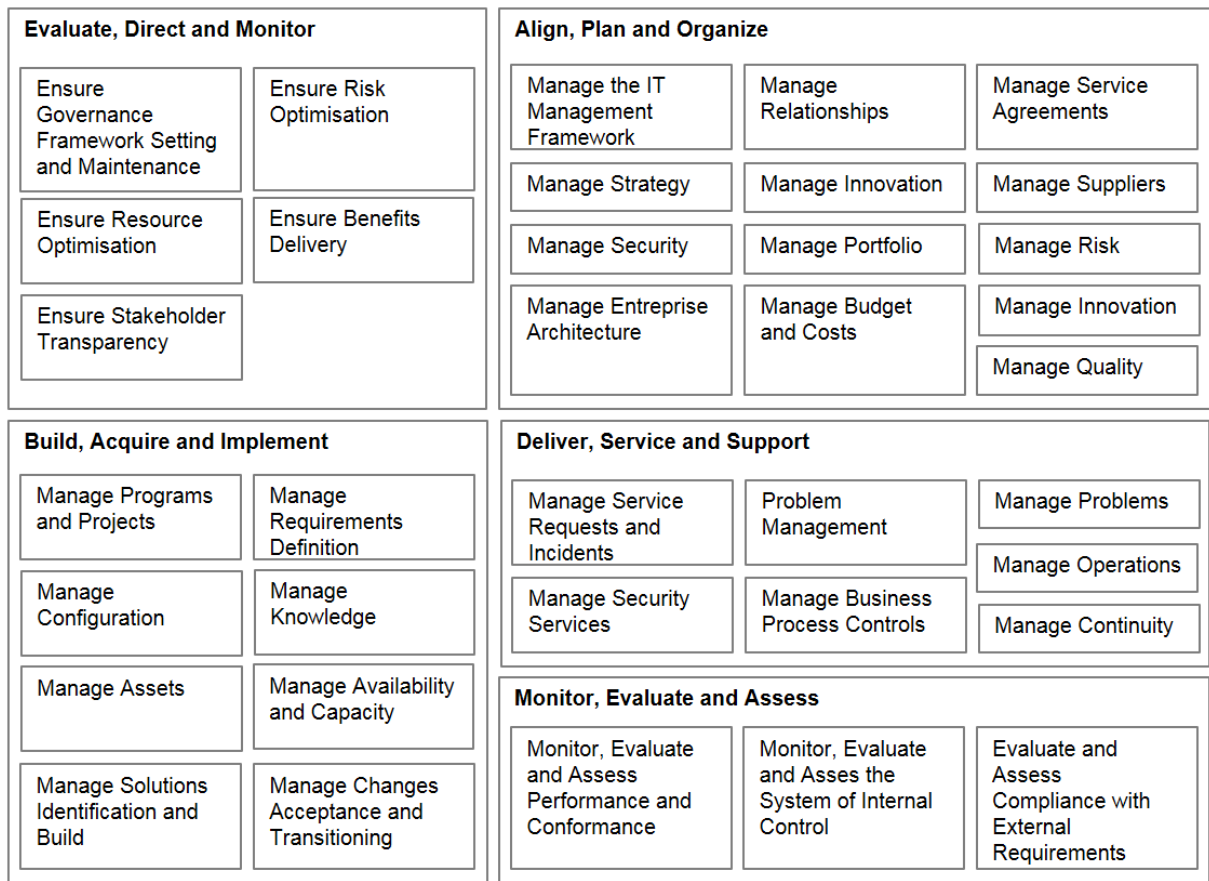 Evaluate, Direct and Monitor
Ensure
Governance
Framework Setting
and Maintenance
Ensure Risk
Optimisation
Ensure Resource
Optimisation
Ensure Benefits
Delivery
Ensure Stakeholder
Transparency
Align, Plan and Organize
Manage the IT
Management
Framework
Manage
Relationships
Manage Service
Agreements
Manage Strategy
Manage Innovation
Manage Suppliers
Manage Security
Manage Portfolio
Manage Risk
Manage Entreprise
Architecture
Manage Budget
and Costs
Manage Innovation
Manage Quality
Build, Acquire and Implement
Manage Programs
and Projects
Manage
Requirements
Definition
Manage
Configuration
Manage
Knowledge
Manage Assets
Manage Availability
and Capacity
Manage Solutions
Identification and
Build
Manage Changes
Acceptance and
Transitioning
Deliver, Service and Support
Manage Service
Requests and
Incidents
Problem
Management
Manage Problems
Manage Operations
Manage Security
Services
Manage Business
Process Controls
Manage Continuity
Monitor, Evaluate and Assess
Monitor, Evaluate
and Assess
Performance and
Conformance
Monitor, Evaluate
and Asses the
System of Internal
Control
Evaluate and
Assess
Compliance with
External
Requirements